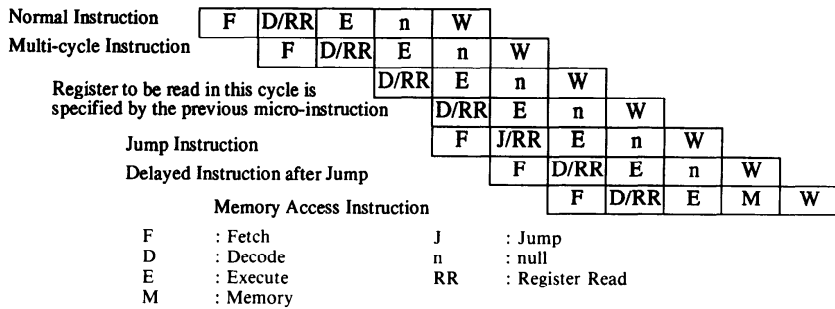 Normal Instruction F D/RR E n W
Multi-cycle Instruction F D/RR E n W
D/RR E n W
Register to be read in this cycle is
specified by the previous micro-instruction D/RR E n W
Jump Instruction F J/RR E n W
Delayed Instruction after Jump F D/RR E n W
Memory Access Instruction F D/RR E M W
F : Fetch J : Jump
D : Decode n : null
E : Execute RR : Register Read
M : Memory